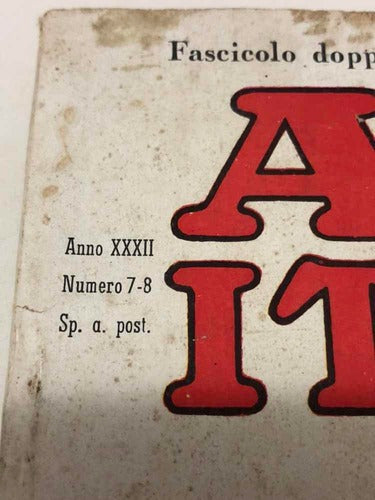 Fascicolo dopp
A
Anno XXXII
Numero 7-8
Sp. a. post.
IT